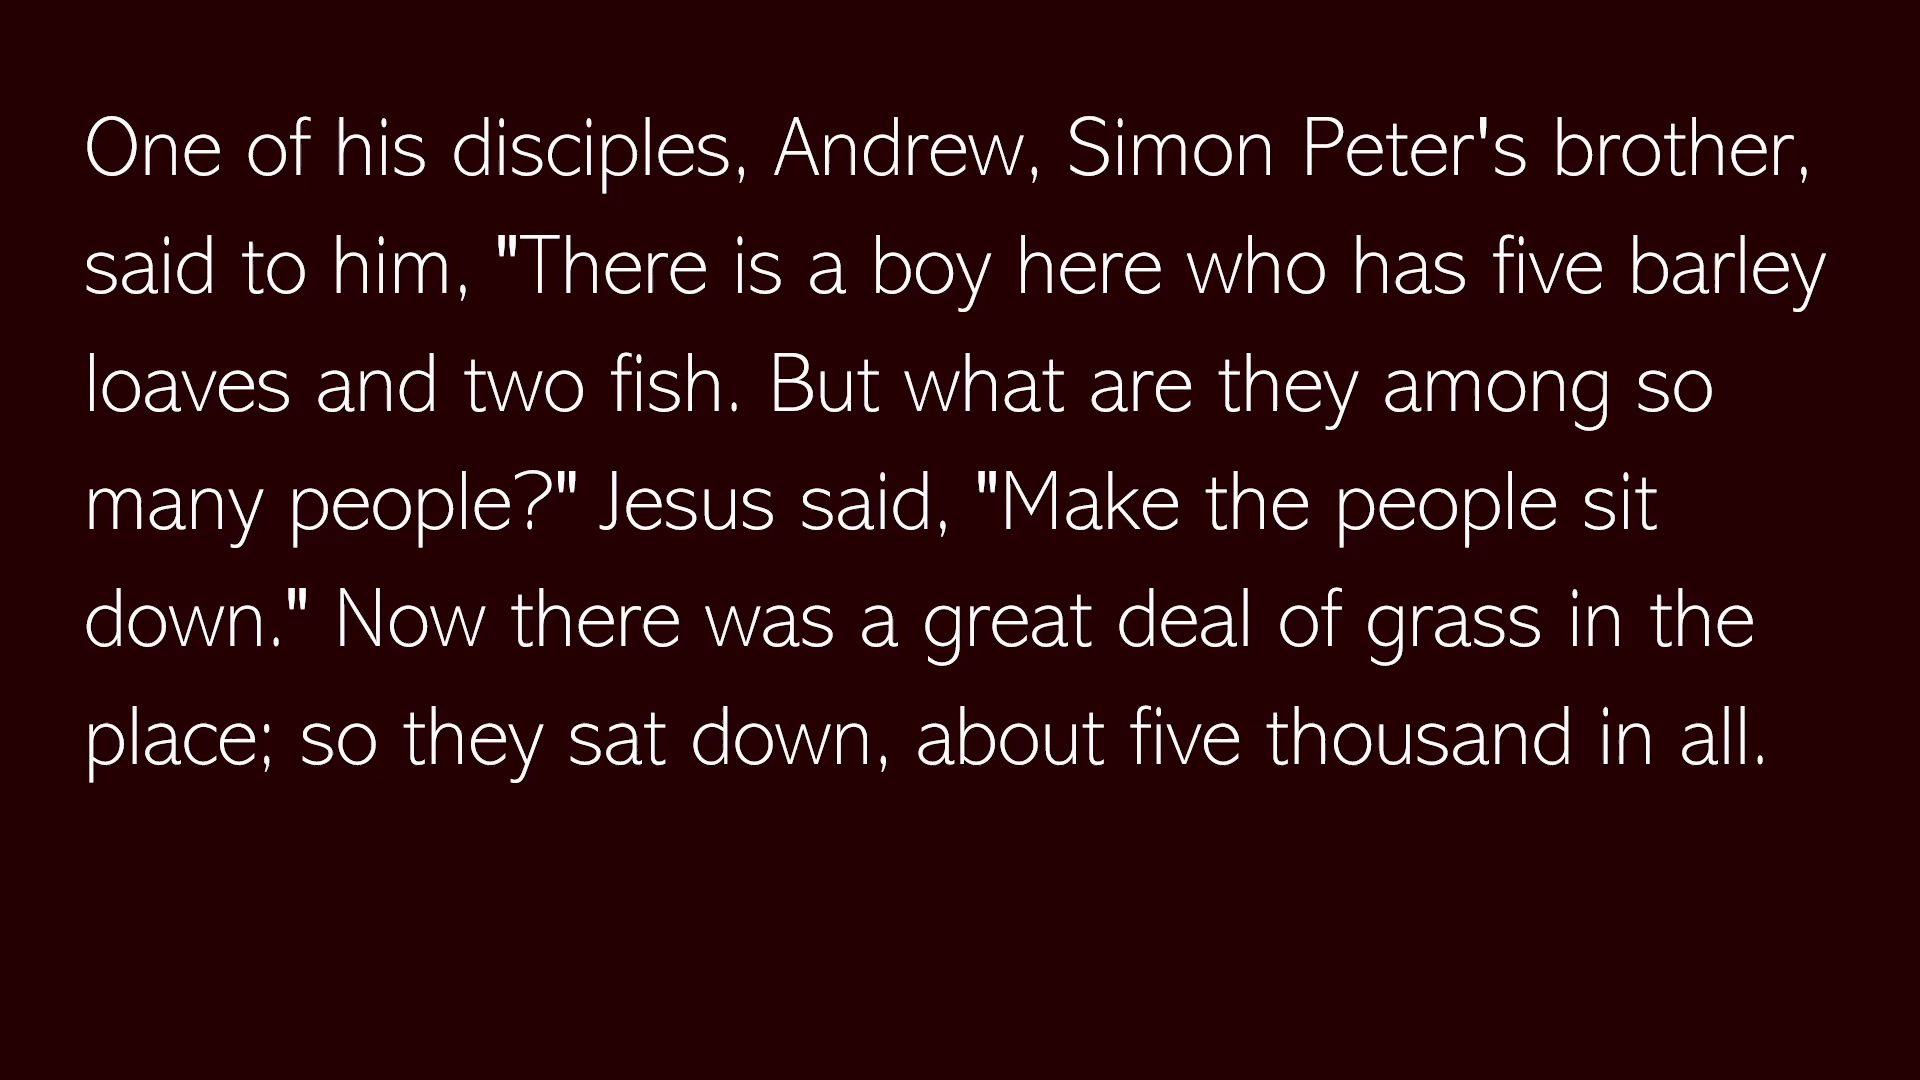 One of his disciples, Andrew, Simon Peter's brother,
said to him, "There is a boy here who has five barley
loaves and two fish. But what are they among so
many people?" Jesus said, "Make the people sit
down." Now there was a great deal of grass in the
place; so they sat down, about five thousand in all.